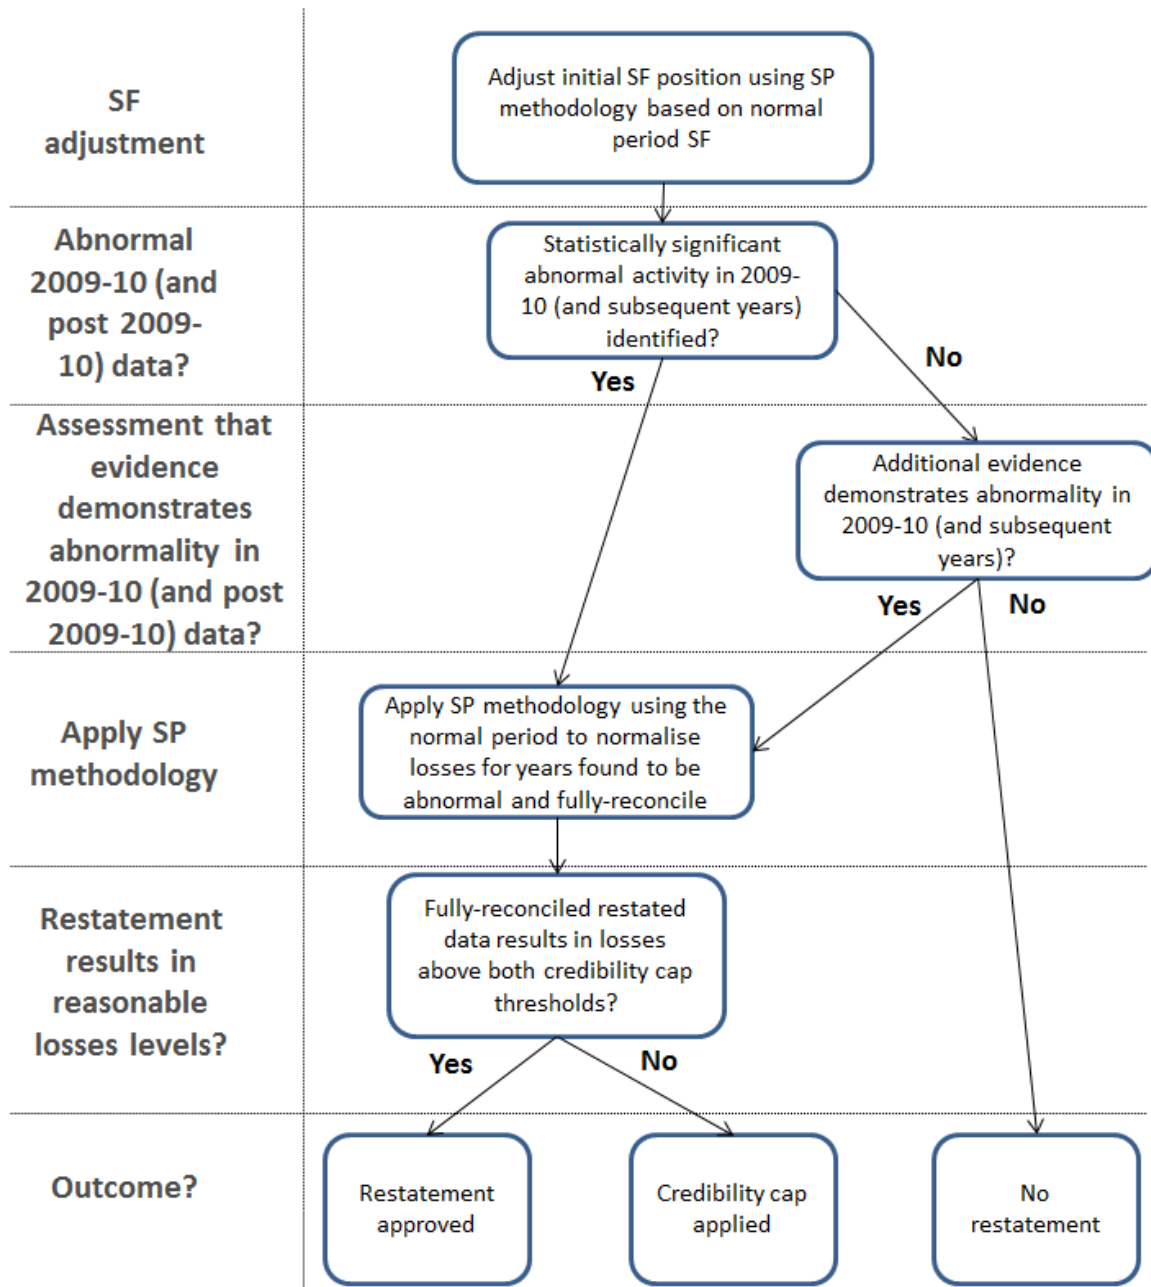 SF
adjustment
Adjust initial SF position using SP
methodology based on normal
period SF
Abnormal
2009-10 (and
post 2009-
10) data?
Statistically significant
abnormal activity in 2009-
10 (and subsequent years)
identified?
Yes
No
Assessment that
evidence
demonstrates
abnormality in
2009-10 (and post
2009-10) data?
Additional evidence
demonstrates abnormality in
2009-10 (and subsequent
years)?
Yes
No
Apply SP
methodology
Apply SP methodology using the
normal period to normalise
losses for years found to be
abnormal and fully-reconcile
Restatement
results in
reasonable
losses levels?
Fully-reconciled restated
data results in losses
above both credibility cap
thresholds?
Yes
No
Outcome?
Restatement
approved
Credibility cap
applied
No
restatement